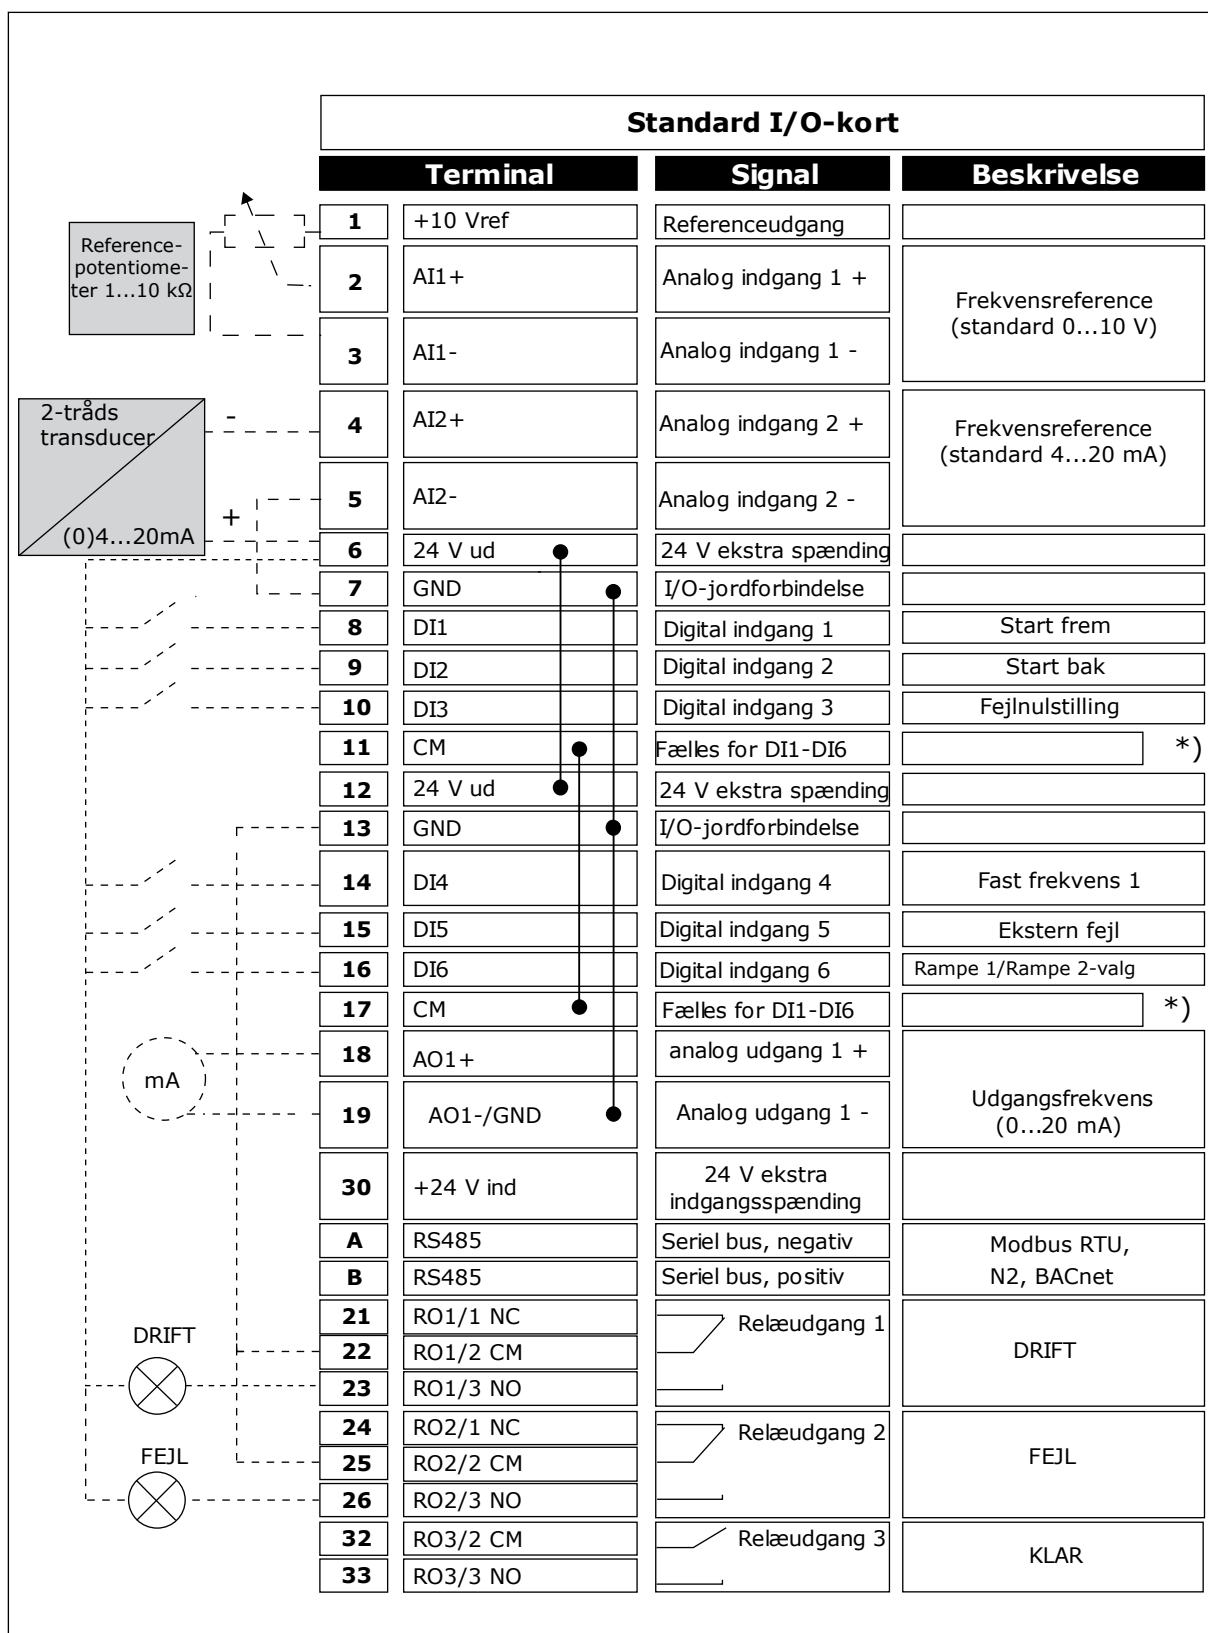 Standard I/O-kort
Terminal Signal Beskrivelse
Reference-
potentiome-
ter 1...10 kΩ
1 +10 Vref Referenceudgang
2 AI1+ Analog indgang 1 +
Frekvensreference
(standard 0...10 V)
3 AI1- Analog indgang 1 -
2-tråds
transducer
-
+
(0)4...20mA
4 AI2+ Analog indgang 2 +
Frekvensreference
(standard 4...20 mA)
5 AI2- Analog indgang 2 -
6 24 V ud 24 V ekstra spænding
7 GND I/O-jordforbindelse
8 DI1 Digital indgang 1 Start frem
9 DI2 Digital indgang 2 Start bak
10 DI3 Digital indgang 3 Fejlnulstilling
11 CM Fælles for DI1-DI6 *)
12 24 V ud 24 V ekstra spænding
13 GND I/O-jordforbindelse
14 DI4 Digital indgang 4 Fast frekvens 1
15 DI5 Digital indgang 5 Ekstern fejl
16 DI6 Digital indgang 6 Rampe 1/Rampe 2-valg
17 CM Fælles for DI1-DI6 *)
mA
18 AO1+ analog udgang 1 +
19 AO1-/GND Analog udgang 1 -
Udgangsfrekvens
(0...20 mA)
30 +24 V ind 24 V ekstra
indgangsspænding
A RS485 Seriel bus, negativ Modbus RTU,
B RS485 Seriel bus, positiv N2, BACnet
21 RO1/1 NC Relæudgang 1
DRIFT
22 RO1/2 CM DRIFT
23 RO1/3 NO
24 RO2/1 NC Relæudgang 2
FEJL
25 RO2/2 CM FEJL
26 RO2/3 NO
32 RO3/2 CM Relæudgang 3
KLAR
33 RO3/3 NO